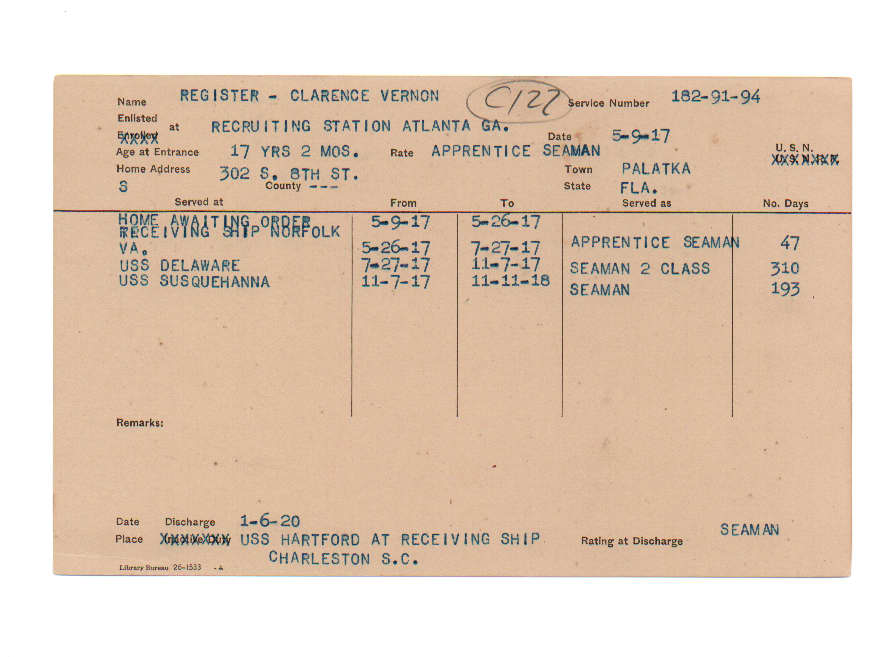 Name REGISTER - CLARENCE VERNON C122 Service Number 182-91-94
Enlisted
Enrolled at RECRUITING STATION ATLANTA GA. Date 5-9-17
Age at Entrance 17 YRS 2 MOS. Rate APPRENTICE SEAMAN U. S. N.
U. S. N. R. F.
Home Address 302 S. 8TH ST. Town PALATKA
S County --- State FLA.
Served at From To Served as No. Days
HOME AWAITING ORDER 5-9-17 5-26-17
RECEIVING SHIP NORFOLK
VA. 5-26-17 7-27-17 APPRENTICE SEAMAN 47
USS DELAWARE 7-27-17 11-7-17 SEAMAN 2 CLASS 310
USS SUSQUEHANNA 11-7-17 11-11-18 SEAMAN 193
Remarks:
Date Discharge 1-6-20
Place Inactive Duty USS HARTFORD AT RECEIVING SHIP Rating at Discharge SEAMAN
CHARLESTON S.C.
Library Bureau 26-1533 - A